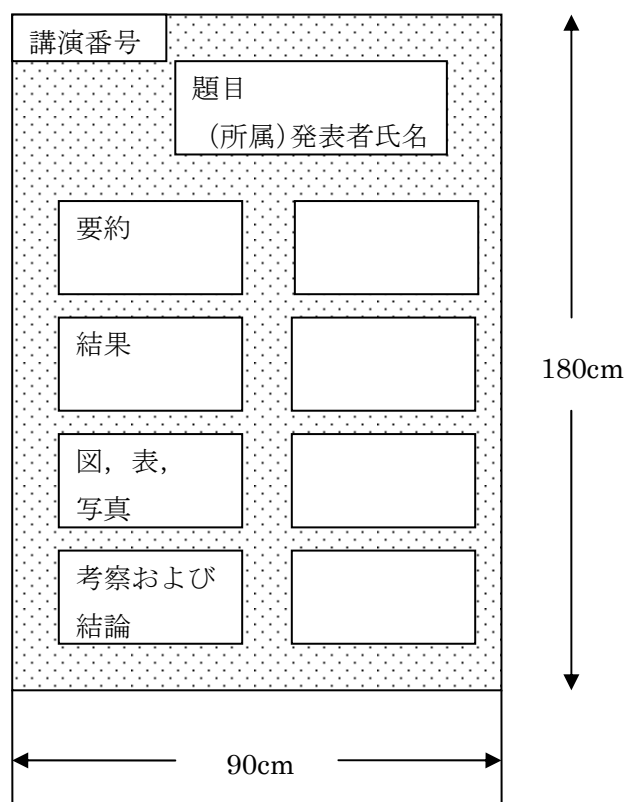 講演番号
題目
(所属)発表者氏名
要約
結果
図，表，
写真
考察および
結論
180cm
90cm